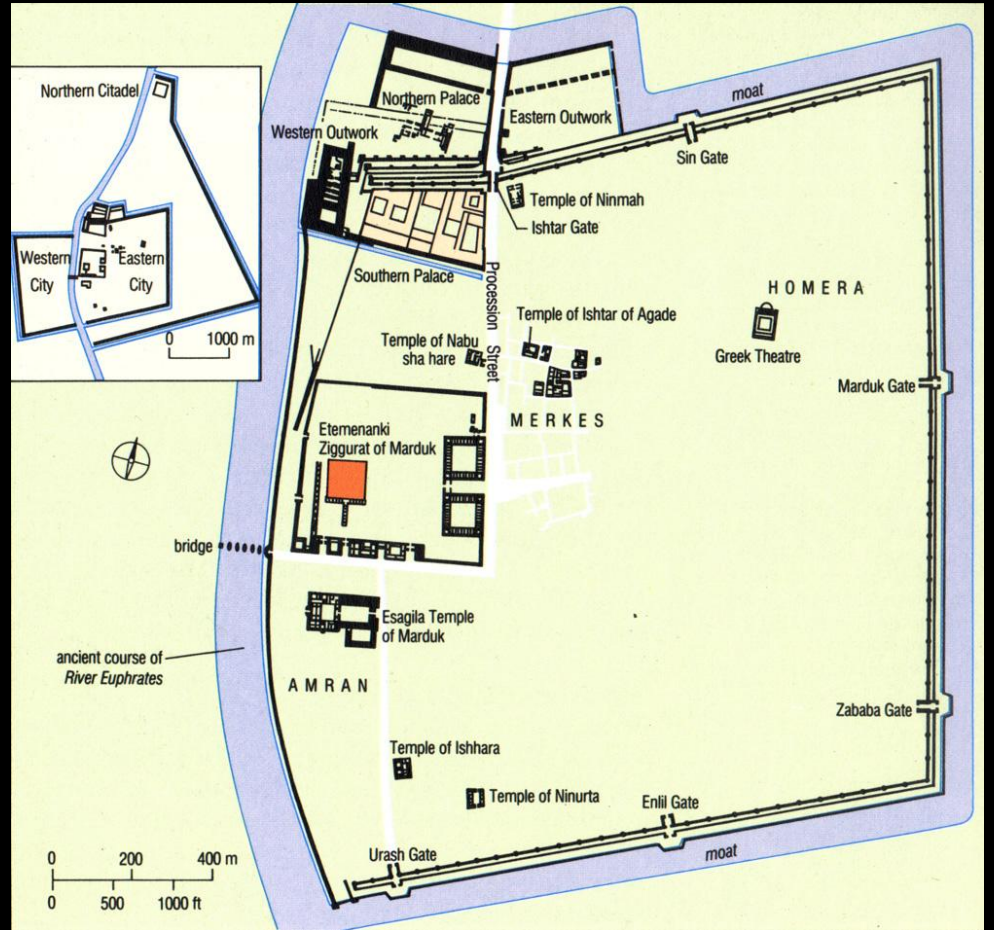 Northern Citadel
Western
City
Eastern
City
0 1000 m
Northern Palace
Western Outwork
Eastern Outwork
moat
Sin Gate
Temple of Ninmah
Ishtar Gate
Southern Palace
Procession Street
HOMERA
Temple of Ishtar of Agade
Temple of Nabu
sha hare
Greek Theatre
Marduk Gate
MERKES
Etemenanki
Ziggurat of Marduk
bridge
Esagila Temple
of Marduk
ancient course of
River Euphrates
AMRAN
Zababa Gate
Temple of Ishhara
Temple of Ninurta
Enlil Gate
Urash Gate
moat
0 200 400 m
0 500 1000 ft